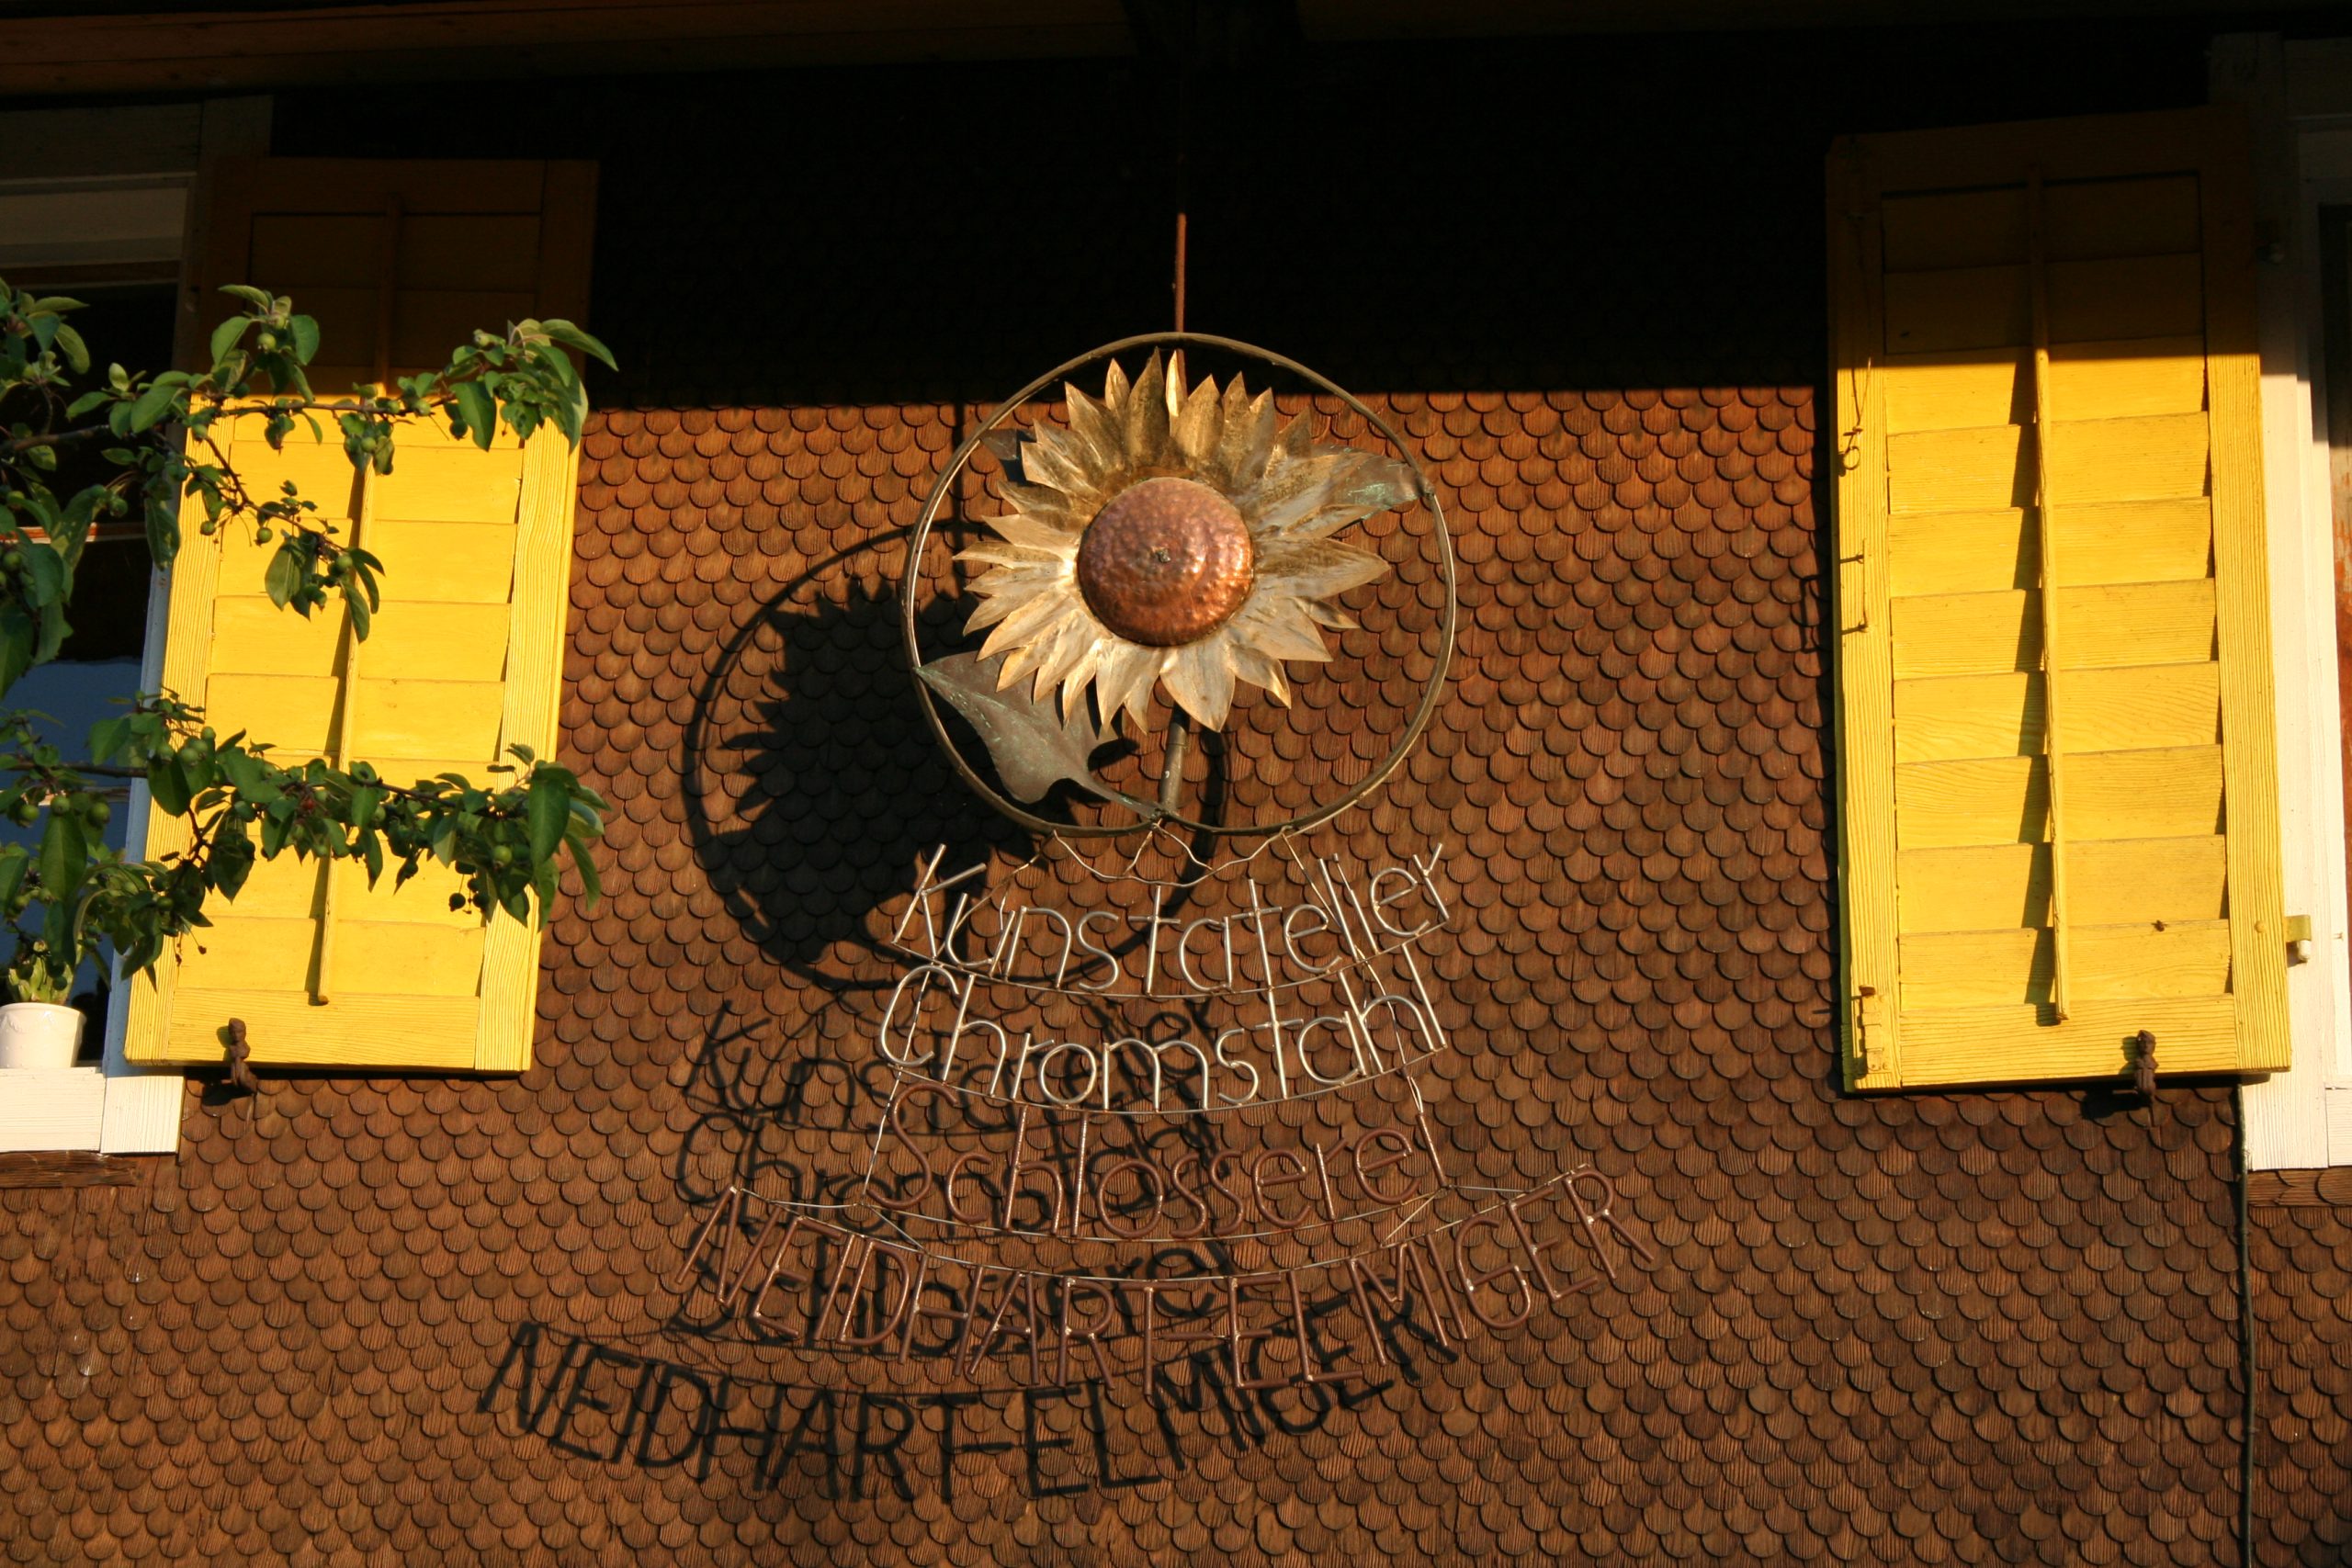 Kunstatelier
Chromstahl
Schlosserei
NEIDHART-ELMIGER